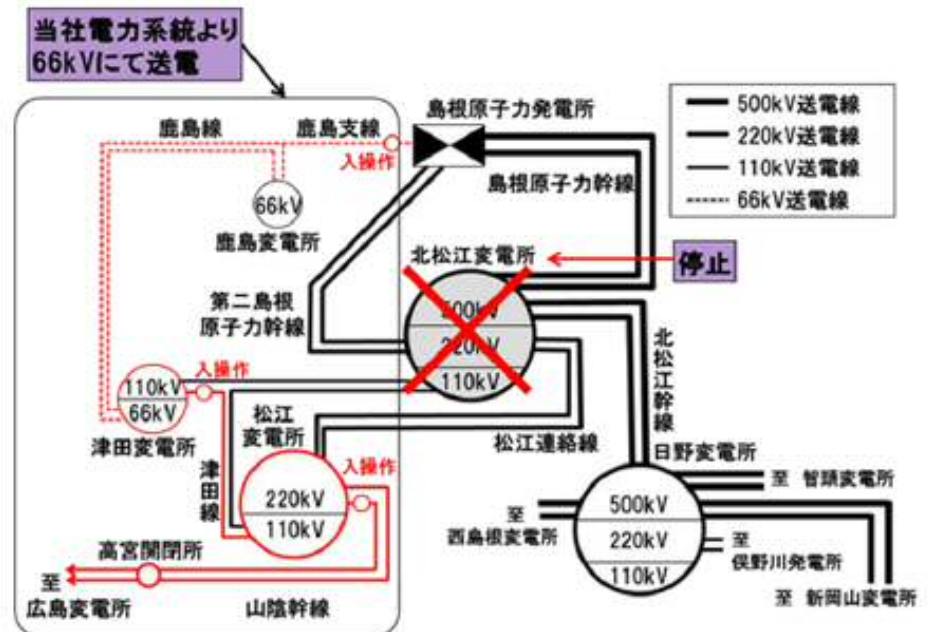 当社電力系統より
66kVにて送電
島根原子力発電所
鹿島線
鹿島支線
入操作
500kV送電線
220kV送電線
110kV送電線
66kV送電線
島根原子力幹線
66kV
鹿島変電所
北松江変電所
停止
第二島根
原子力幹線
500kV
220kV
110kV
北松江幹線
入操作
110kV
66kV
津田変電所
松江
変電所
松江連絡線
日野変電所
入操作
津田線
220kV
110kV
至 智頭変電所
500kV
220kV
110kV
至
西島根変電所
至
俣野川発電所
高宮開閉所
至
広島変電所
山陰幹線
至 新岡山変電所